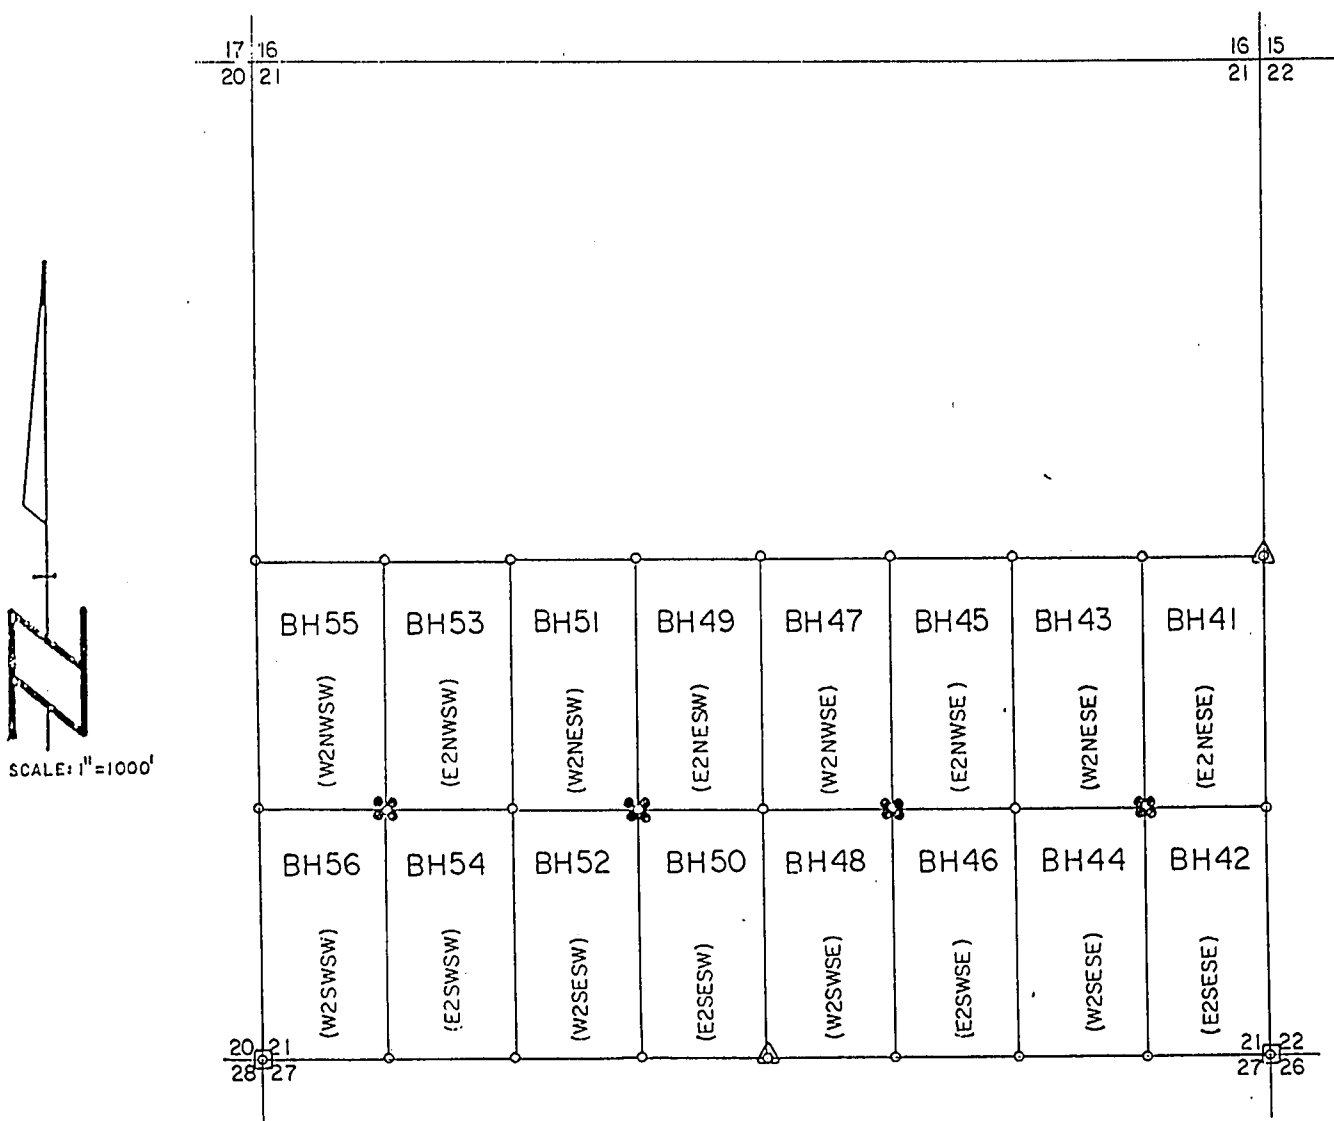 17 16
16 15
20 21
21 22
BH55 BH53 BH51 BH49 BH47 BH45 BH43 BH41
(W2NWSW) (E2NWSW) (W2NESW) (E2NESW) (W2NWSE) (E2NWSE) (W2NESE) (E2NESE)
N
SCALE: 1"=1000'
BH56 BH54 BH52 BH50 BH48 BH46 BH44 BH42
(W2SWSW) (E2SWSW) (W2SESW) (E2SESW) (W2SWSE) (E2SWSE) (W2SESE) (E2SESE)
20 21
21 22
28 27
27 26